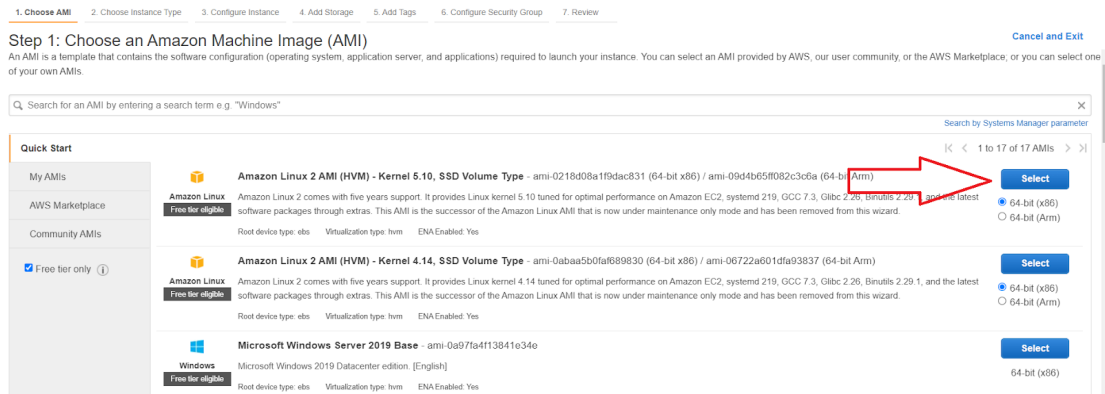 1. Choose AMI 2. Choose Instance Type 3. Configure Instance 4. Add Storage 5. Add Tags 6. Configure Security Group 7. Review
Step 1: Choose an Amazon Machine Image (AMI)
Cancel and Exit
An AMI is a template that contains the software configuration (operating system, application server, and applications) required to launch your instance. You can select an AMI provided by AWS, our user community, or the AWS Marketplace; or you can select one
of your own AMIs.
Search for an AMI by entering a search term e.g. "Windows"
Search by Systems Manager parameter
Quick Start
1 to 17 of 17 AMIs
My AMIs
AWS Marketplace
Community AMIs
Free tier only
Amazon Linux
Free tier eligible
Amazon Linux 2 AMI (HVM) - Kernel 5.10, SSD Volume Type - ami-0218d08a1f9dac831 (64-bit x86) / ami-09d4b65ff082c3c6a (64-bit Arm)
Amazon Linux 2 comes with five years support. It provides Linux kernel 5.10 tuned for optimal performance on Amazon EC2, systemd 219, GCC 7.3, Glibc 2.26, Binutils 2.29.1, and the latest
software packages through extras. This AMI is the successor of the Amazon Linux AMI that is now under maintenance only mode and has been removed from this wizard.
Root device type: ebs Virtualization type: hvm ENA Enabled: Yes
Select
64-bit (x86)
64-bit (Arm)
Amazon Linux
Free tier eligible
Amazon Linux 2 AMI (HVM) - Kernel 4.14, SSD Volume Type - ami-0abaa5b0faf689830 (64-bit x86) / ami-06722a601dfa93837 (64-bit Arm)
Amazon Linux 2 comes with five years support. It provides Linux kernel 4.14 tuned for optimal performance on Amazon EC2, systemd 219, GCC 7.3, Glibc 2.26, Binutils 2.29.1, and the latest
software packages through extras. This AMI is the successor of the Amazon Linux AMI that is now under maintenance only mode and has been removed from this wizard.
Root device type: ebs Virtualization type: hvm ENA Enabled: Yes
Select
64-bit (x86)
64-bit (Arm)
Windows
Free tier eligible
Microsoft Windows Server 2019 Base - ami-0a97fa4f13841e34e
Microsoft Windows 2019 Datacenter edition. [English]
Root device type: ebs Virtualization type: hvm ENA Enabled: Yes
Select
64-bit (x86)